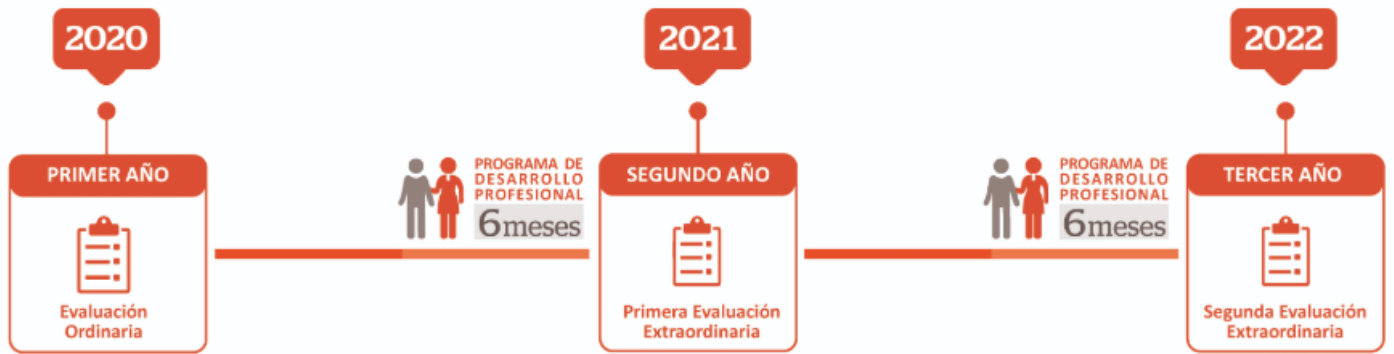 2020
2021
2022
PRIMER AÑO
Evaluación
Ordinaria
PROGRAMA DE
DESARROLLO
PROFESIONAL
6 meses
SEGUNDO AÑO
Primera Evaluación
Extraordinaria
PROGRAMA DE
DESARROLLO
PROFESIONAL
6 meses
TERCER AÑO
Segunda Evaluación
Extraordinaria